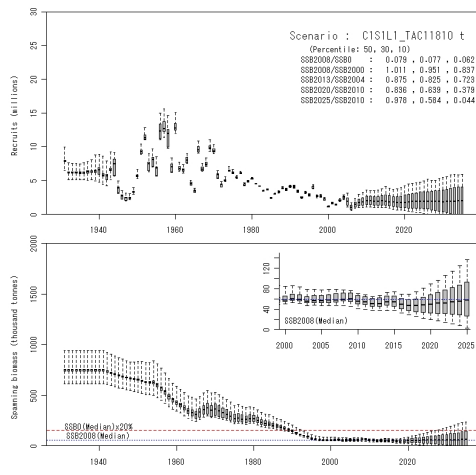 30
25
20
15
10
5
0
Recruits (millions)
Scenario : C1S1L1_TAC11810 t
(Percentile: 50, 30, 10)
SSB2008/SSB0 : 0.079 , 0.077 , 0.062
SSB2008/SSB2000 : 1.011 , 0.951 , 0.837
SSB2013/SSB2004 : 0.875 , 0.825 , 0.723
SSB2020/SSB2010 : 0.836 , 0.639 , 0.379
SSB2025/SSB2010 : 0.978 , 0.584 , 0.044
1940 1960 1980 2000 2020
2000
1500
1000
500
0
Spawning biomass (thousand tonnes)
120
80
40
0
SSB2008(Median)
2000 2005 2010 2015 2020 2025
SSB0(Median)x20%
SSB2008(Median)
1940 1960 1980 2000 2020